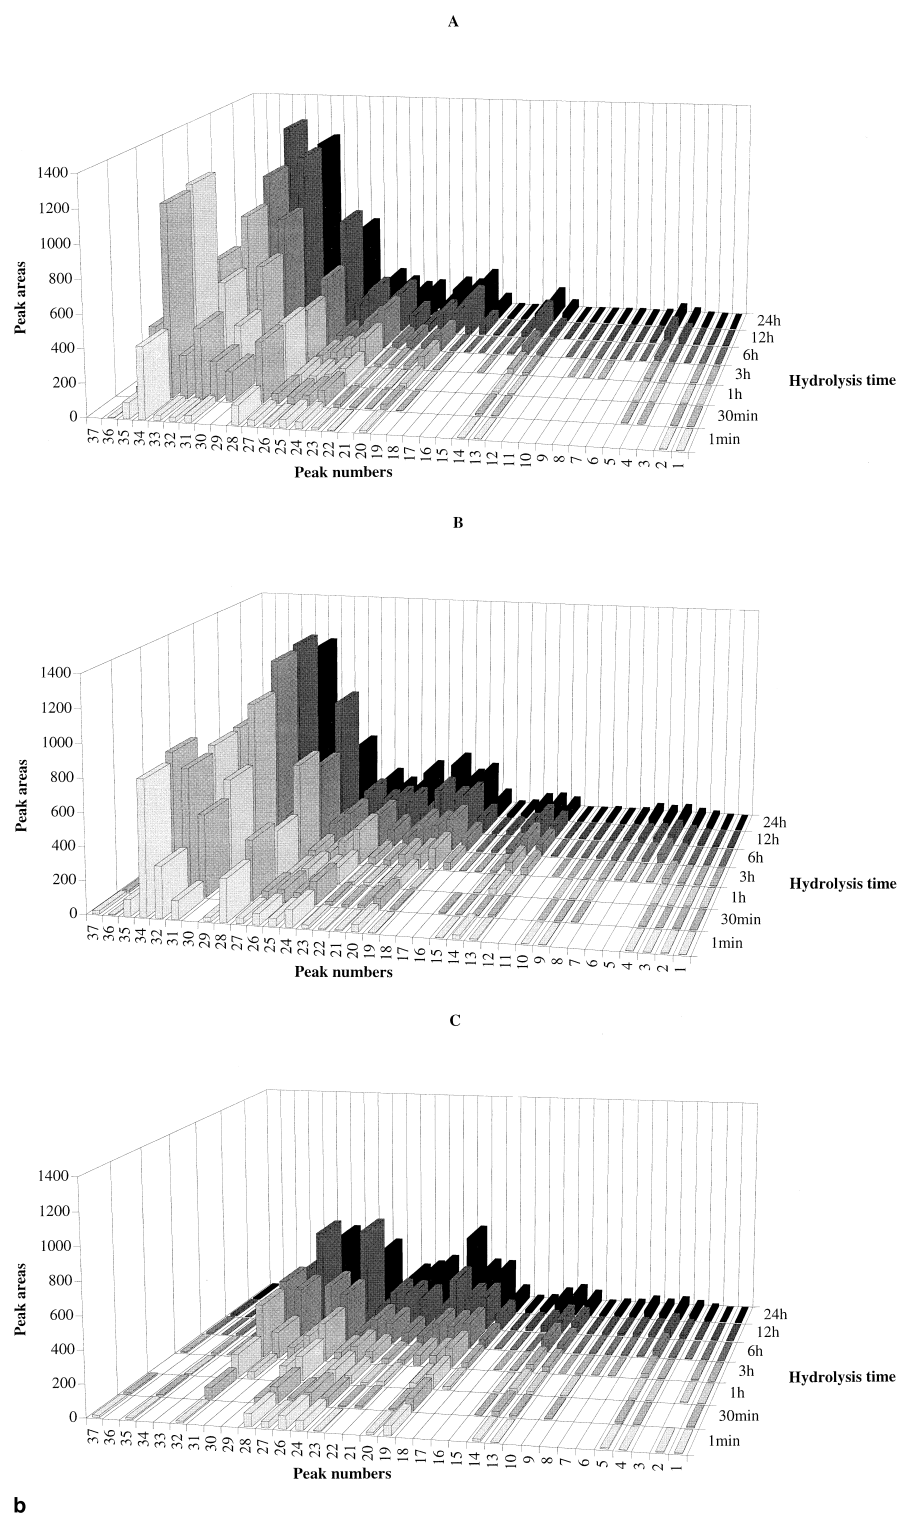 A
1400
1200
1000
800
600
400
200
0
Peak areas
37 36 35 34 33 32 31 30 29 28 27 26 25 24 23 22 21 20 19 18 17 16 15 14 13 12 11 10 9 8 7 6 5 4 3 2 1
Peak numbers
24h
12h
6h
3h
1h
30min
1min
Hydrolysis time
B
1400
1200
1000
800
600
400
200
0
Peak areas
37 36 35 34 32 31 30 29 28 27 26 25 24 23 22 21 20 19 18 17 16 15 14 13 12 11 10 9 8 7 6 5 4 3 2 1
Peak numbers
24h
12h
6h
3h
1h
30min
1min
Hydrolysis time
C
1400
1200
1000
800
600
400
200
0
Peak areas
37 36 35 34 33 32 31 30 29 28 27 26 24 23 22 21 20 19 18 17 16 15 14 13 10 9 8 7 6 5 4 3 2 1
Peak numbers
24h
12h
6h
3h
1h
30min
1min
Hydrolysis time
b